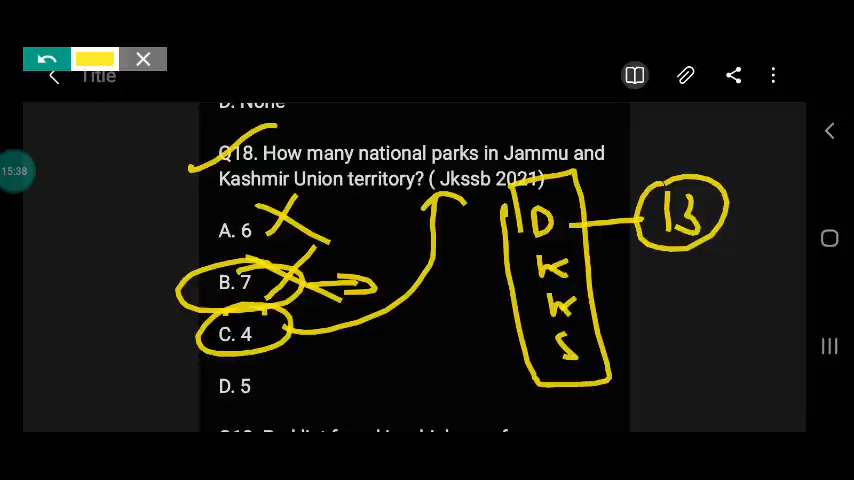 Title
15:38
D. None
Q18. How many national parks in Jammu and
Kashmir Union territory? ( Jkssb 2021)
A. 6
B. 7
C. 4
D. 5
D
K
K
S
13